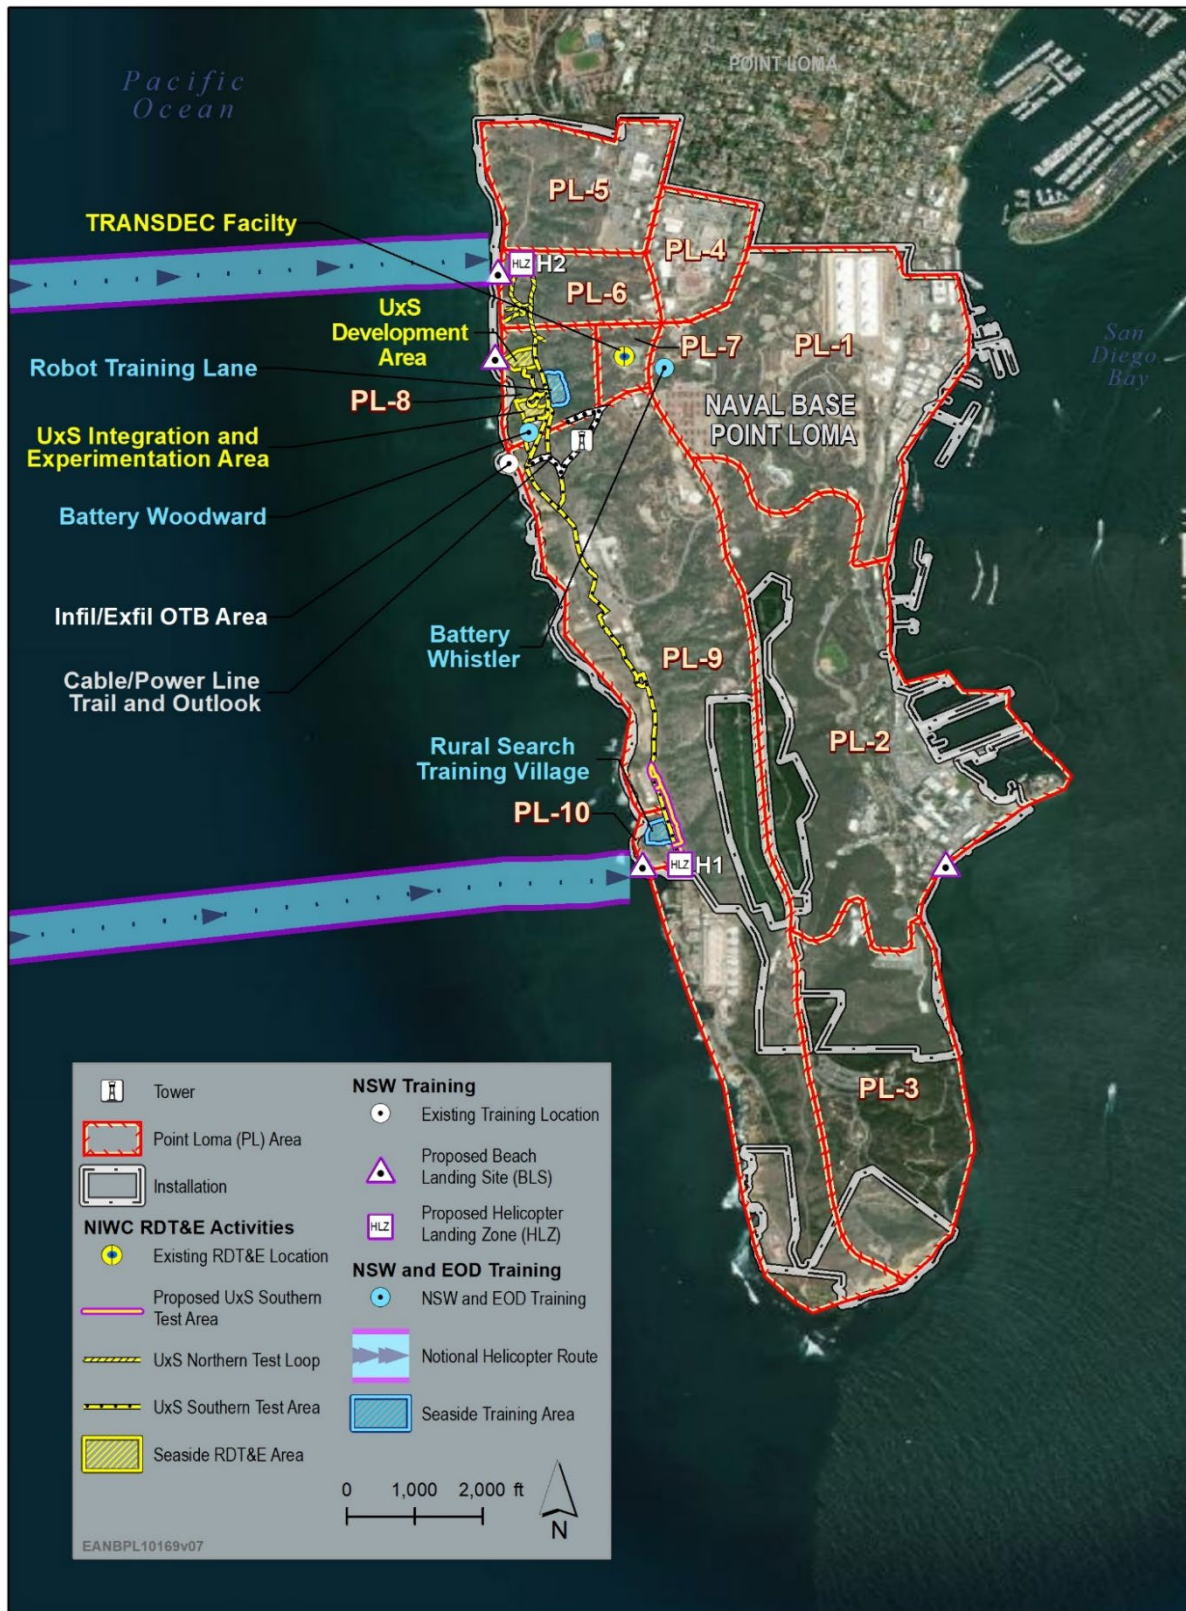 Pacific
Ocean
POINT LOMA
PL-5
TRANSDEC Facilty
PL-4
HLZ
H2
PL-6
UxS
Development
Area
San
Diego
Bay
PL-7
PL-1
Robot Training Lane
PL-8
NAVAL BASE
POINT LOMA
UxS Integration and
Experimentation Area
Battery Woodward
Infil/Exfil OTB Area
Battery
Whistler
PL-9
Cable/Power Line
Trail and Outlook
PL-2
Rural Search
Training Village
PL-10
HLZ
H1
PL-3
Tower
Point Loma (PL) Area
Installation
NIWC RDT&E Activities
Existing RDT&E Location
Proposed UxS Southern
Test Area
UxS Northern Test Loop
UxS Southern Test Area
Seaside RDT&E Area
NSW Training
Existing Training Location
Proposed Beach
Landing Site (BLS)
HLZ
Proposed Helicopter
Landing Zone (HLZ)
NSW and EOD Training
NSW and EOD Training
Notional Helicopter Route
Seaside Training Area
0 1,000 2,000 ft
N
EANBPL10169v07